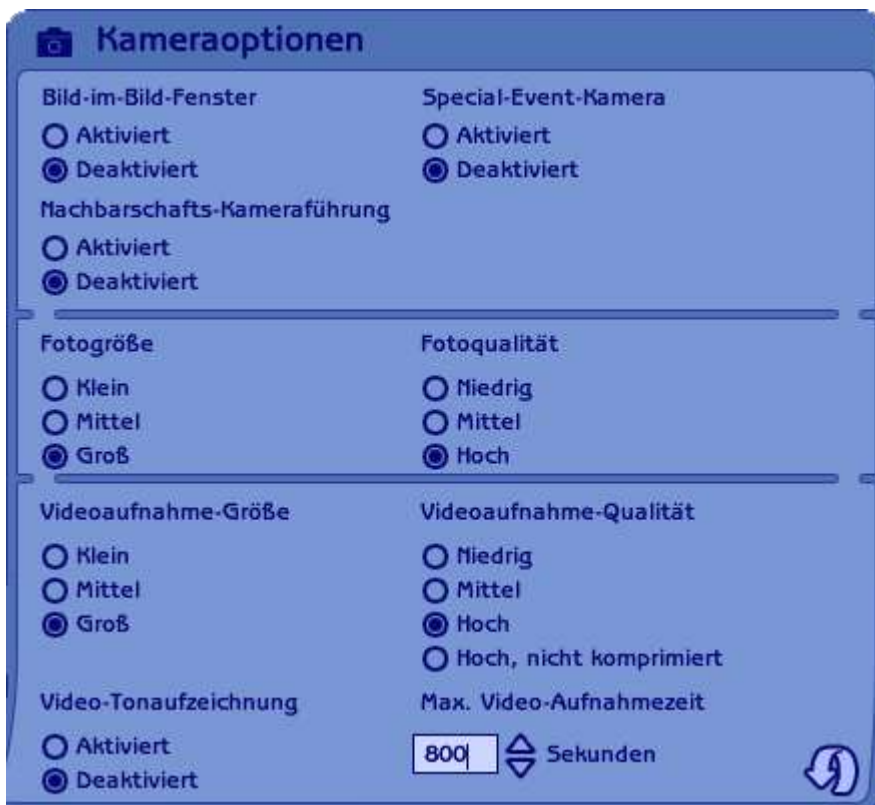 Kameraoptionen
Bild-im-Bild-Fenster
Aktiviert
Deaktiviert
Special-Event-Kamera
Aktiviert
Deaktiviert
Nachbarschafts-Kameraführung
Aktiviert
Deaktiviert
Fotogröße
Klein
Mittel
Groß
Fotoqualität
Niedrig
Mittel
Hoch
Videoaufnahme-Größe
Klein
Mittel
Groß
Videoaufnahme-Qualität
Niedrig
Mittel
Hoch
Hoch, nicht komprimiert
Video-Tonaufzeichnung
Aktiviert
Deaktiviert
Max. Video-Aufnahmezeit
800 Sekunden